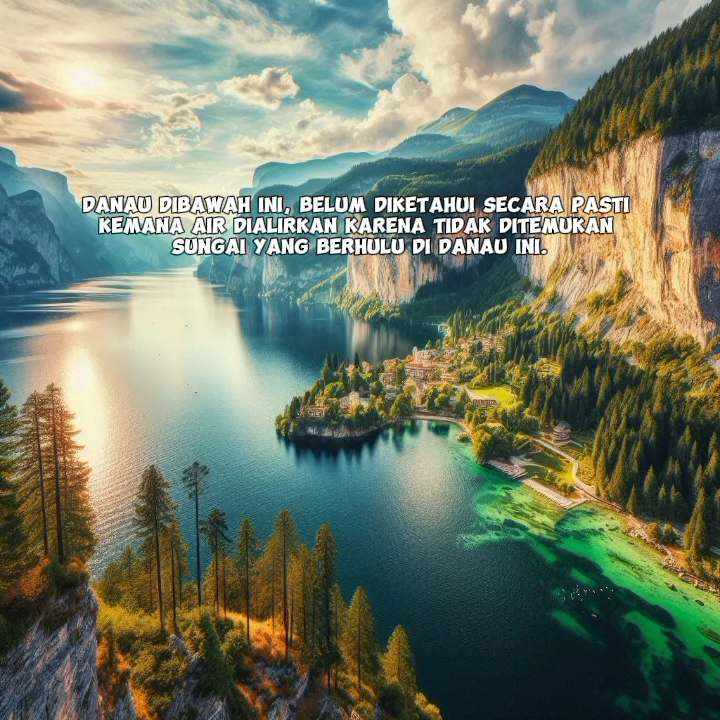 DANAU DIBAWAH INI, BELUM DIKETAHUI SECARA PASTI
KEMANA AIR DIALIRKAN KARENA TIDAK DITEMUKAN
SUNGAI YANG BERHULU DI DANAU INI.